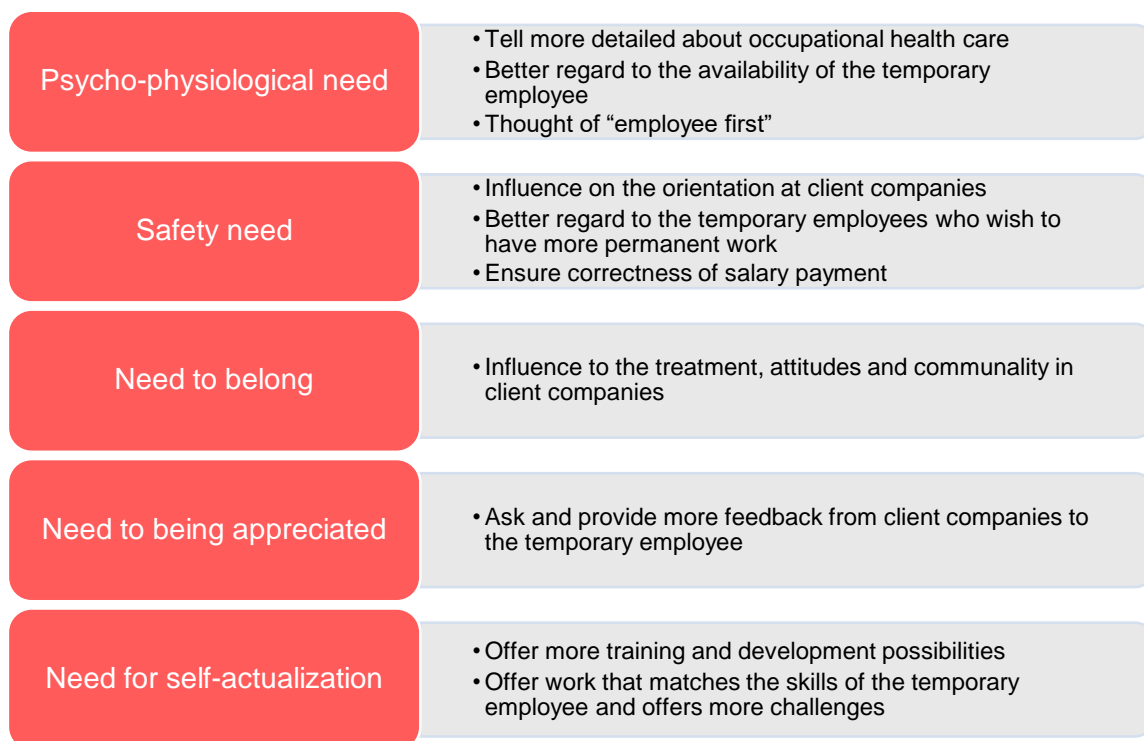 Psycho-physiological need
• Tell more detailed about occupational health care
• Better regard to the availability of the temporary
employee
• Thought of “employee first”
Safety need
• Influence on the orientation at client companies
• Better regard to the temporary employees who wish to
have more permanent work
• Ensure correctness of salary payment
Need to belong
• Influence to the treatment, attitudes and communality in
client companies
Need to being appreciated
• Ask and provide more feedback from client companies to
the temporary employee
Need for self-actualization
• Offer more training and development possibilities
• Offer work that matches the skills of the temporary
employee and offers more challenges